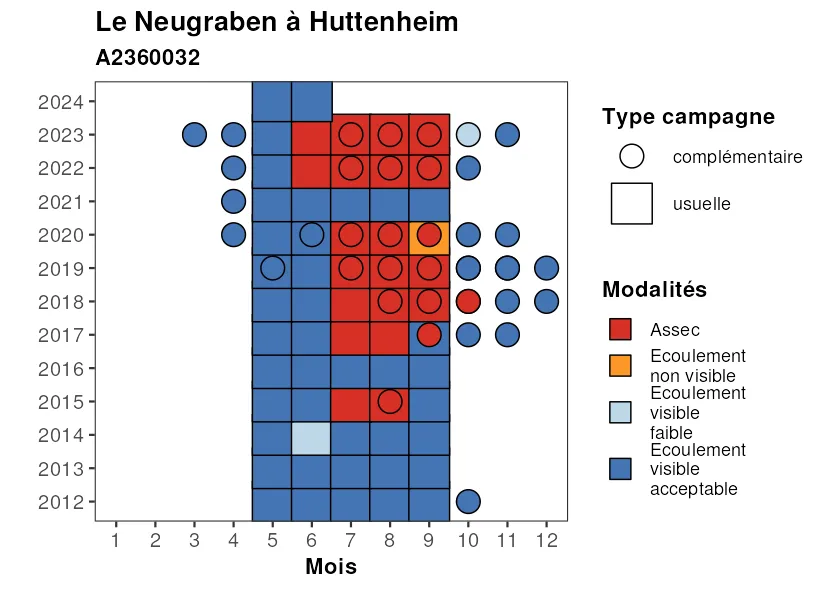 Le Neugraben à Huttenheim
A2360032
2024
2023
2022
2021
2020
2019
2018
2017
2016
2015
2014
2013
2012
1 2 3 4 5 6 7 8 9 10 11 12
Mois
Type campagne
complémentaire
usuelle
Modalités
Assec
Ecoulement
non visible
Ecoulement
visible
faible
Ecoulement
visible
acceptable